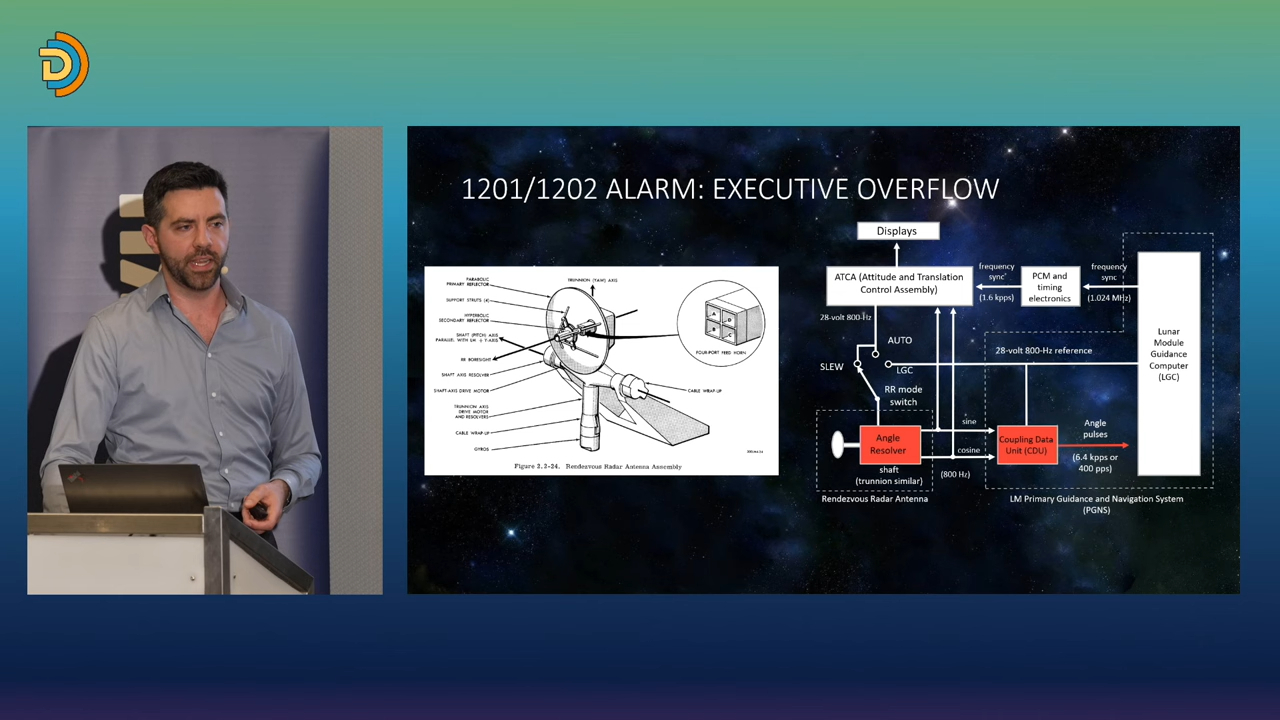 D
1201/1202 ALARM: EXECUTIVE OVERFLOW
PARABOLIC
PRIMARY REFLECTOR
SUPPORT STRUTS (4)
HYPERBOLIC
SECONDARY REFLECTOR
SHAFT (PITCH) AXIS
RR BORESIGHT
SHAFT AXIS RESOLVER
SHAFT-AXIS DRIVE MOTOR
TRUNNION AXIS
DRIVE MOTOR
AND RESOLVERS
CABLE WRAP-UP
GYROS
TRUNNION (YAW) AXIS
FOUR-PORT FEED HORN
CABLE WRAP-UP
Figure 2.2-24. Rendezvous Radar Antenna Assembly
Displays
ATCA (Attitude and Translation
Control Assembly)
frequency
sync
(1.6 kpps)
PCM and
timing
electronics
frequency
sync
(1.024 MHz)
Lunar
Module
Guidance
Computer
(LGC)
28-volt 800-Hz
AUTO
SLEW
LGC
RR mode
switch
28-volt 800-Hz reference
Angle
Resolver
shaft
(trunnion similar)
sine
cosine
(800 Hz)
Coupling Data
Unit (CDU)
Angle
pulses
(6.4 kpps or
400 pps)
Rendezvous Radar Antenna
LM Primary Guidance and Navigation System
(PGNS)